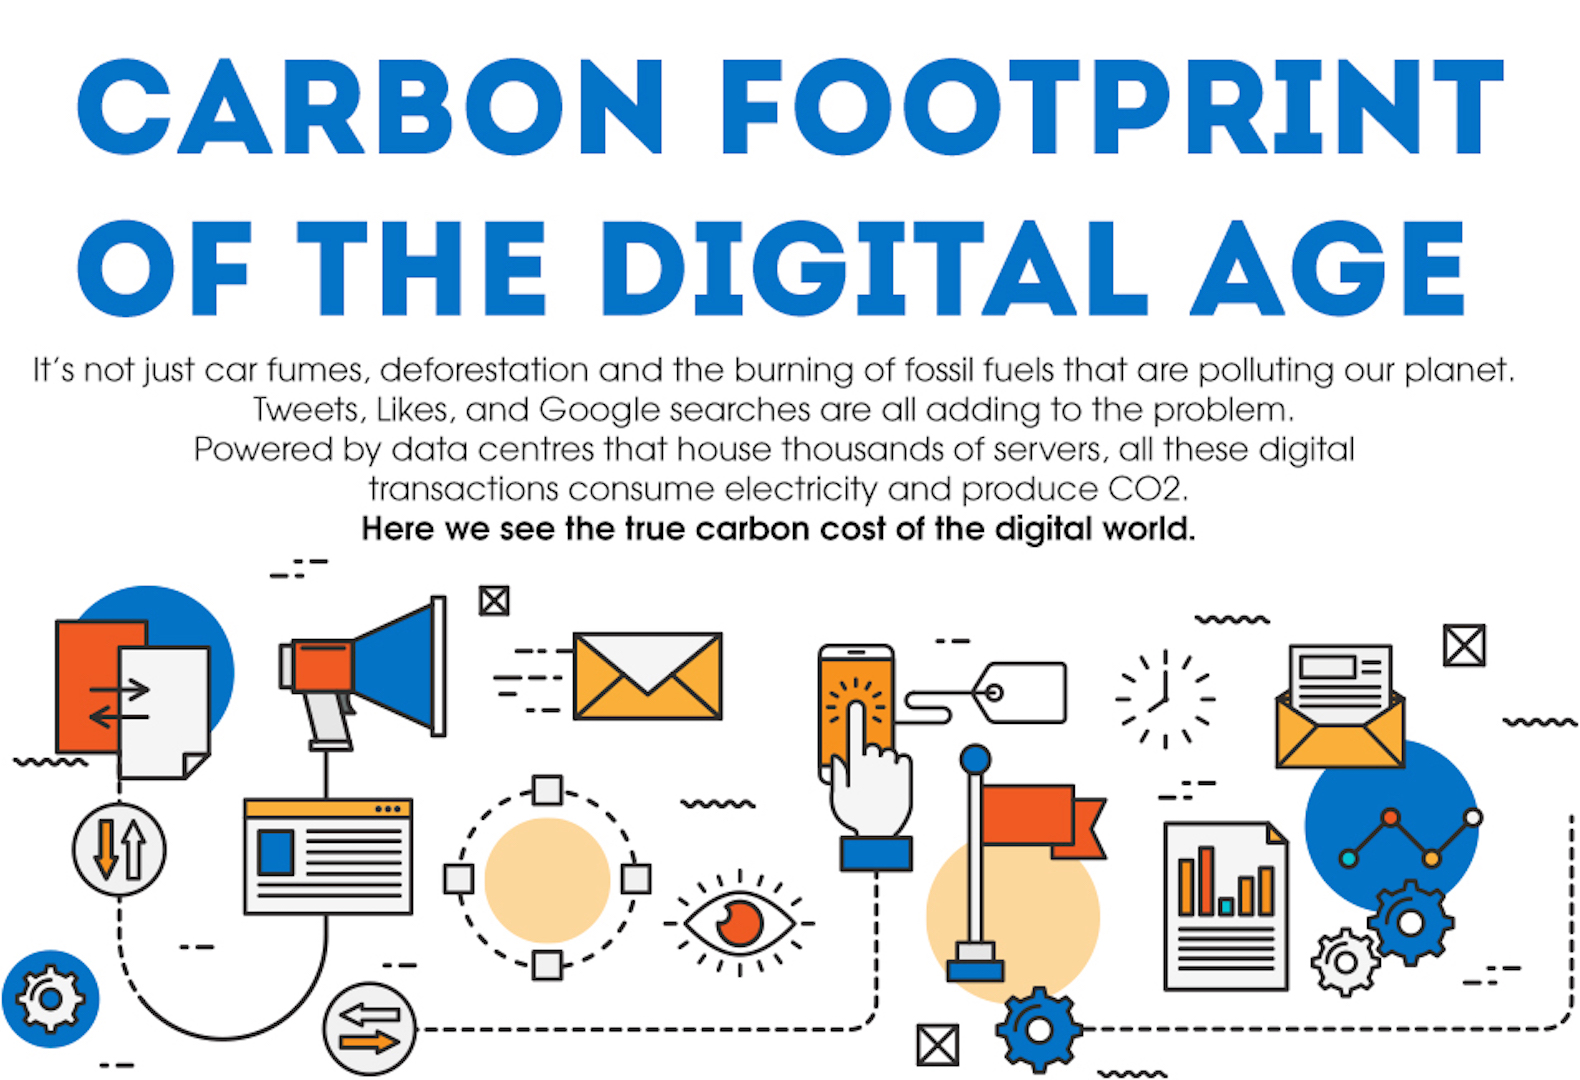 CARBON FOOTPRINT
OF THE DIGITAL AGE
It's not just car fumes, deforestation and the burning of fossil fuels that are polluting our planet.
Tweets, Likes, and Google searches are all adding to the problem.
Powered by data centres that house thousands of servers, all these digital
transactions consume electricity and produce CO2.
Here we see the true carbon cost of the digital world.